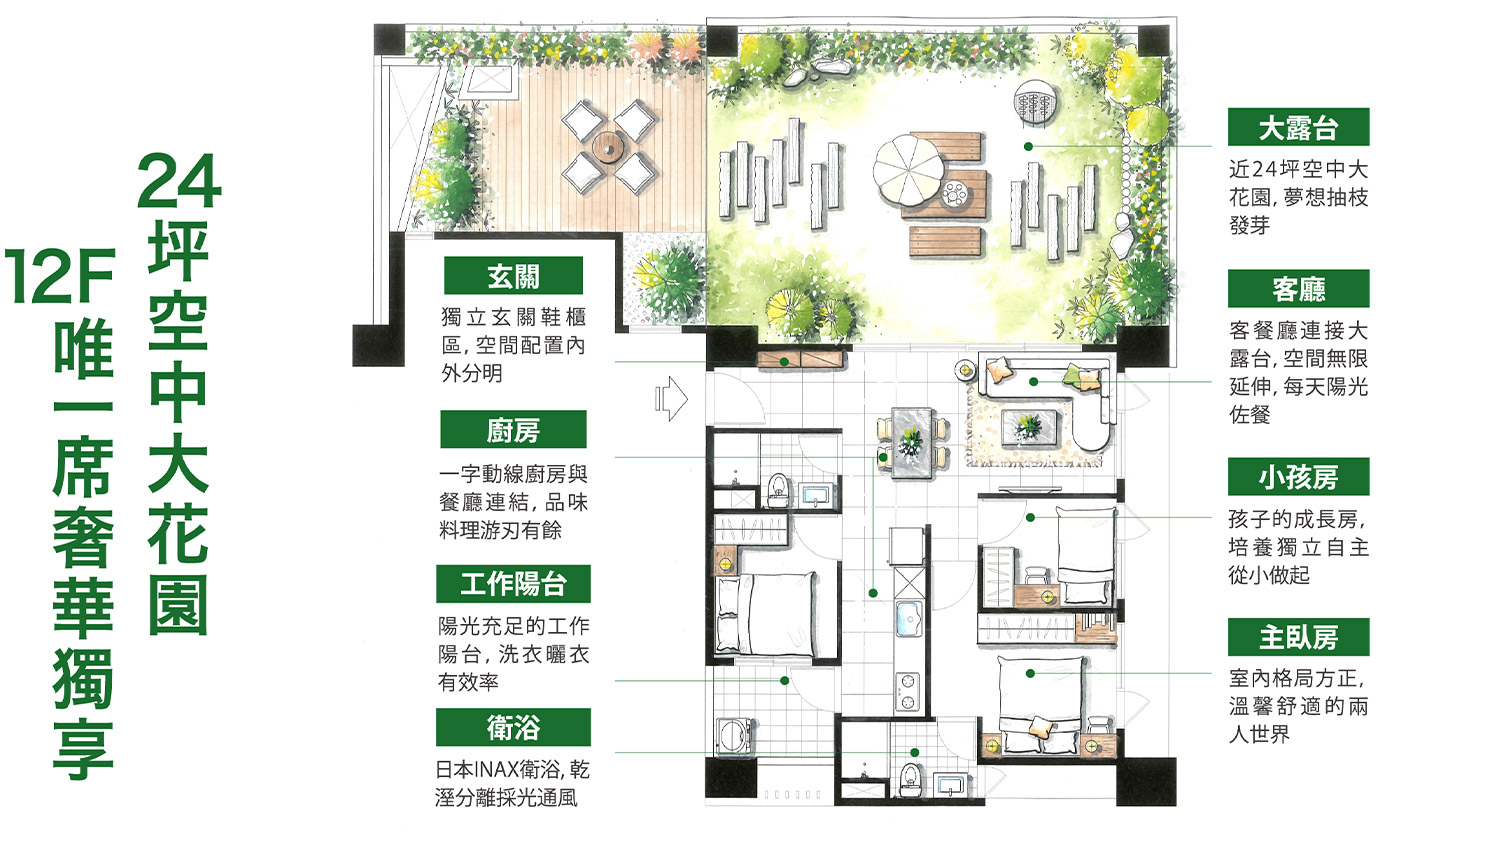 24坪空中大花園
12F唯一席奢華獨享
玄關
獨立玄關鞋櫃
區,空間配置內
外分明
廚房
一字動線廚房與
餐廳連結,品味
料理游刃有餘
工作陽台
陽光充足的工作
陽台,洗衣曬衣
有效率
衛浴
日本INAX衛浴,乾
溼分離採光通風
大露台
近24坪空中大
花園,夢想抽枝
發芽
客廳
客餐廳連接大
露台,空間無限
延伸,每天陽光
佐餐
小孩房
孩子的成長房,
培養獨立自主
從小做起
主臥房
室內格局方正,
溫馨舒適的兩
人世界